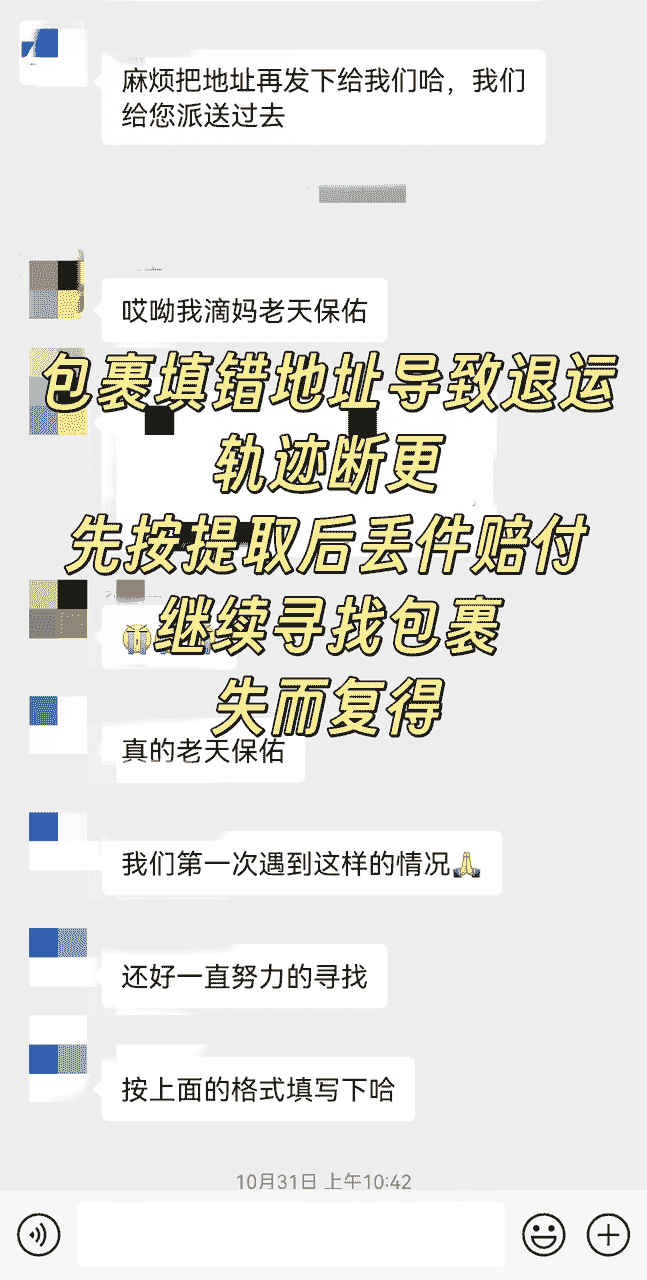 麻烦把地址再发下给我们哈，我们
给您派送过去
哎呦我滴妈老天保佑
包裹填错地址导致退运
轨迹断更
先按提取后丢件赔付
继续寻找包裹
失而复得
真的老天保佑
我们第一次遇到这样的情况🙏
还好一直努力的寻找
按上面的格式填写下哈
10月31日 上午10:42